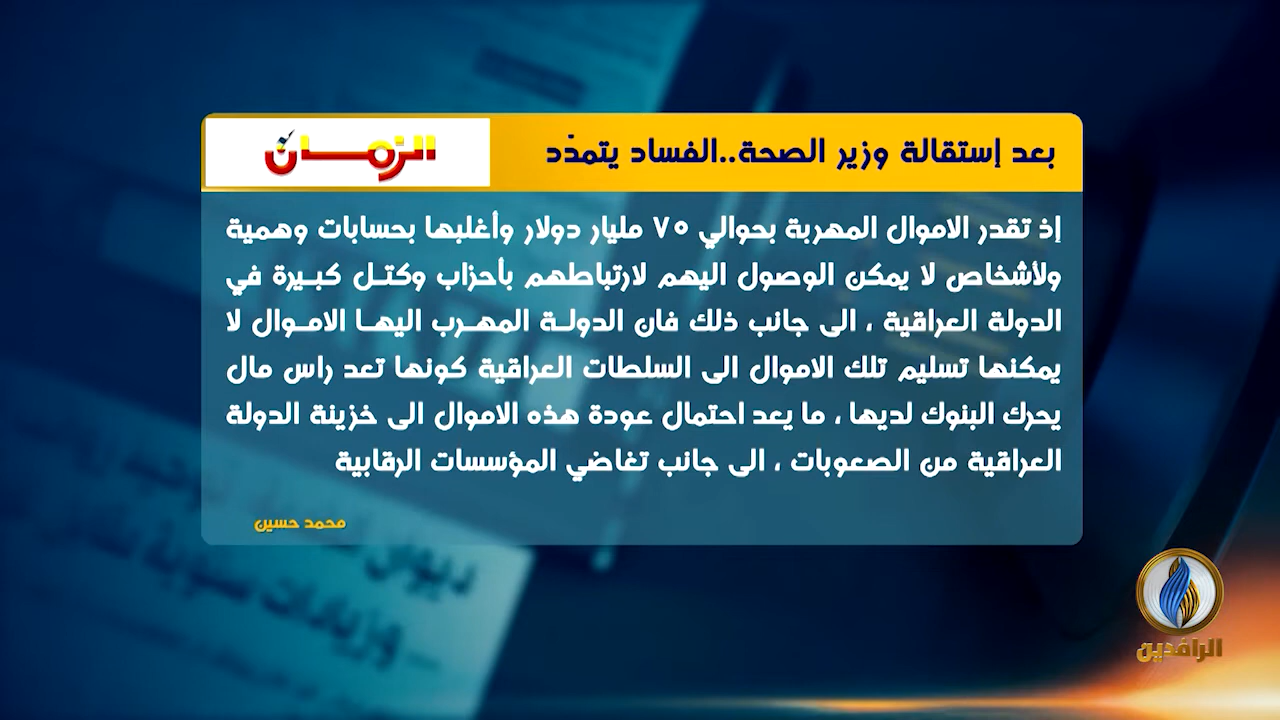 بعد إستقالة وزير الصحة..الفساد يتمدّد
الزمان
إذ تقدر الاموال المهربة بحوالي ٧٥ مليار دولار وأغلبها بحسابات وهمية
ولأشخاص لا يمكن الوصول اليهم لارتباطهم بأحزاب وكتل كبيرة في
الدولة العراقية ، الى جانب ذلك فان الدولة المهرب اليها الاموال لا
يمكنها تسليم تلك الاموال الى السلطات العراقية كونها تعد راس مال
يحرك البنوك لديها ، ما يعد احتمال عودة هذه الاموال الى خزينة الدولة
العراقية من الصعوبات ، الى جانب تغاضي المؤسسات الرقابية
محمد حسين
الرافدين